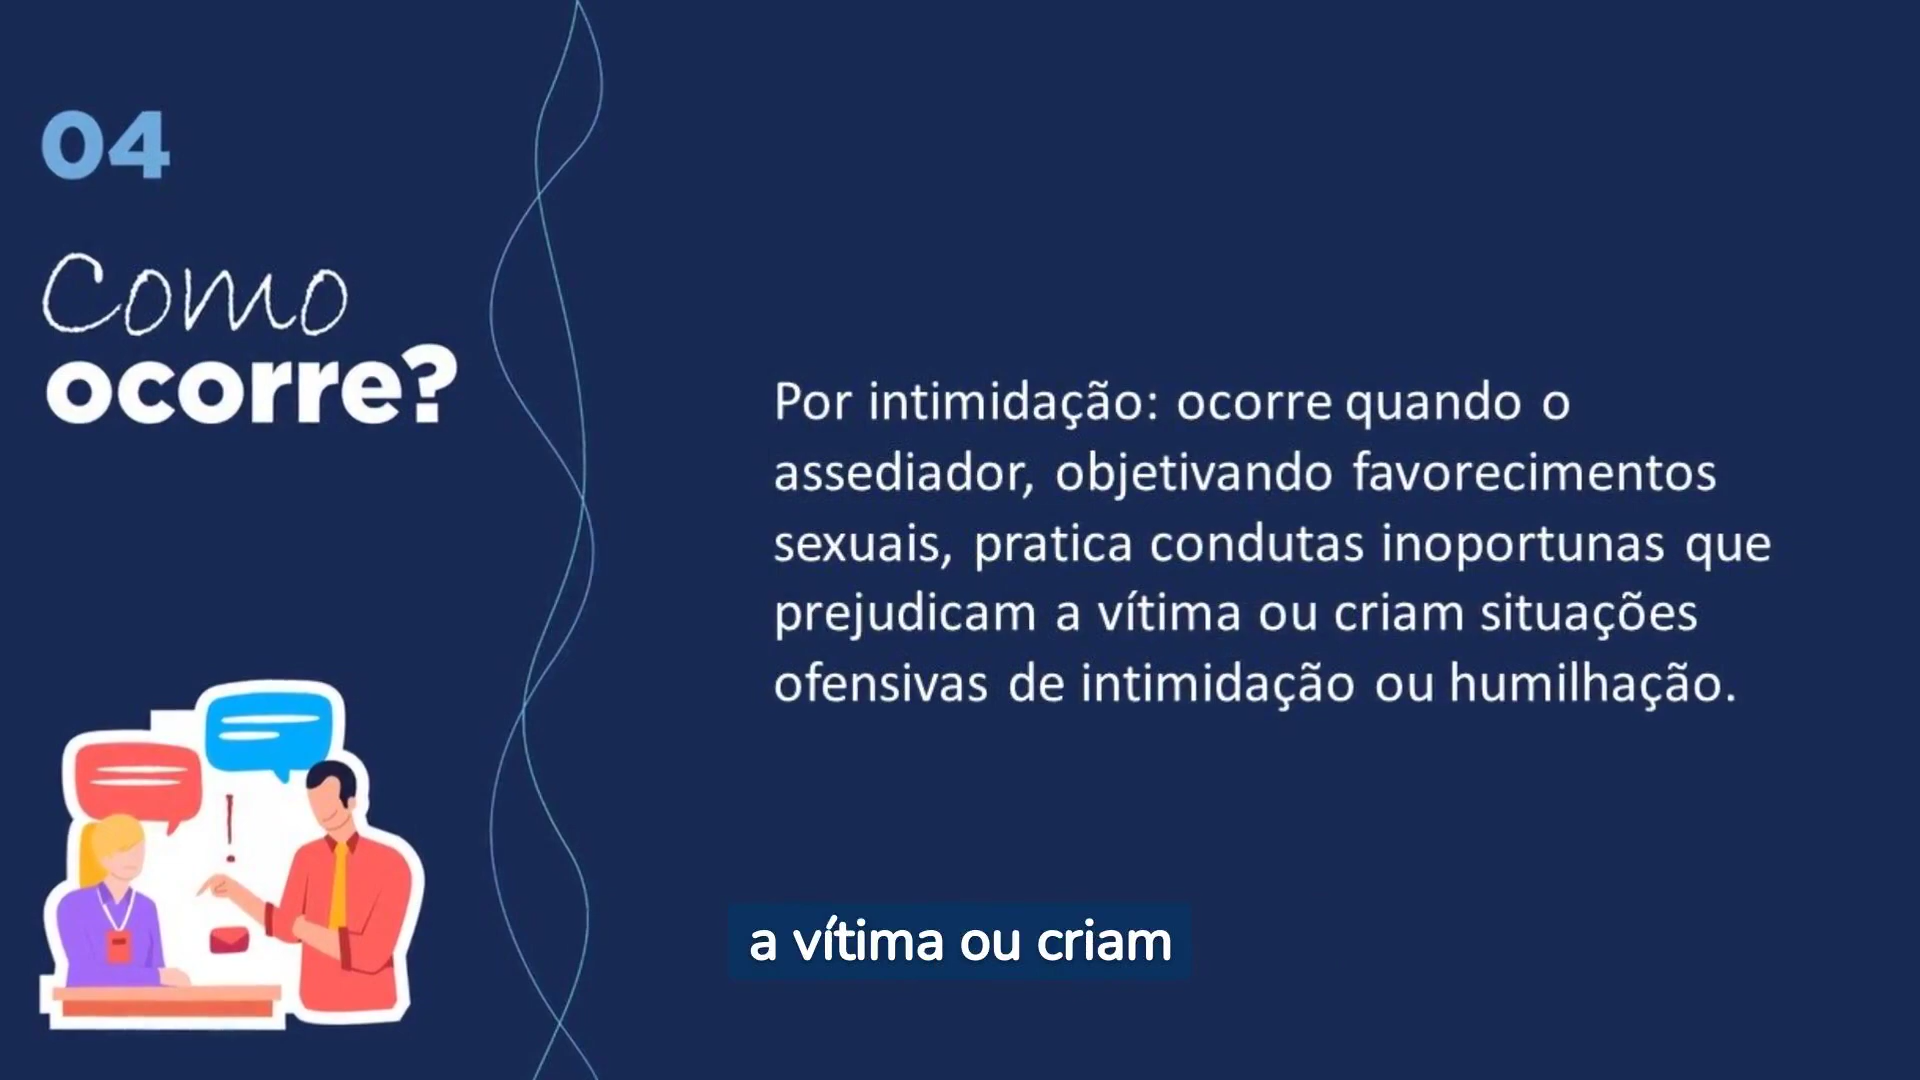 04
Como
ocorre?
Por intimidação: ocorre quando o
assediador, objetivando favorecimentos
sexuais, pratica condutas inoportunas que
prejudicam a vítima ou criam situações
ofensivas de intimidação ou humilhação.
a vítima ou criam